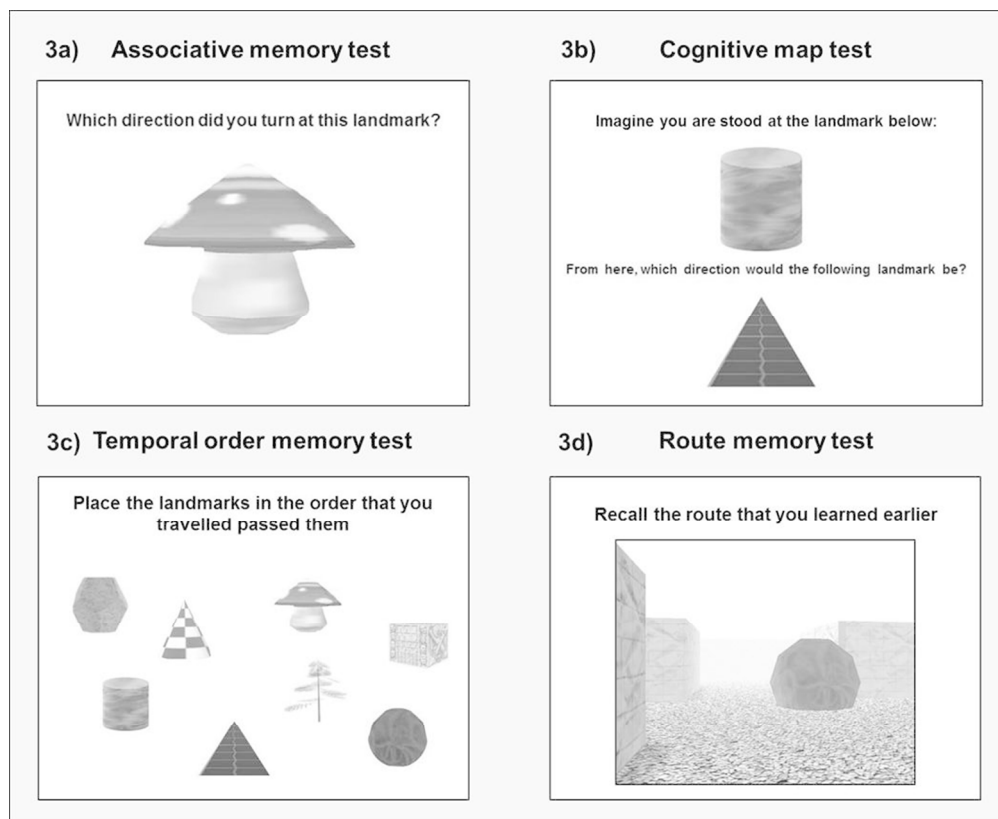 3a) Associative memory test
Which direction did you turn at this landmark?
3b) Cognitive map test
Imagine you are stood at the landmark below:
From here, which direction would the following landmark be?
3c) Temporal order memory test
Place the landmarks in the order that you
travelled passed them
3d) Route memory test
Recall the route that you learned earlier